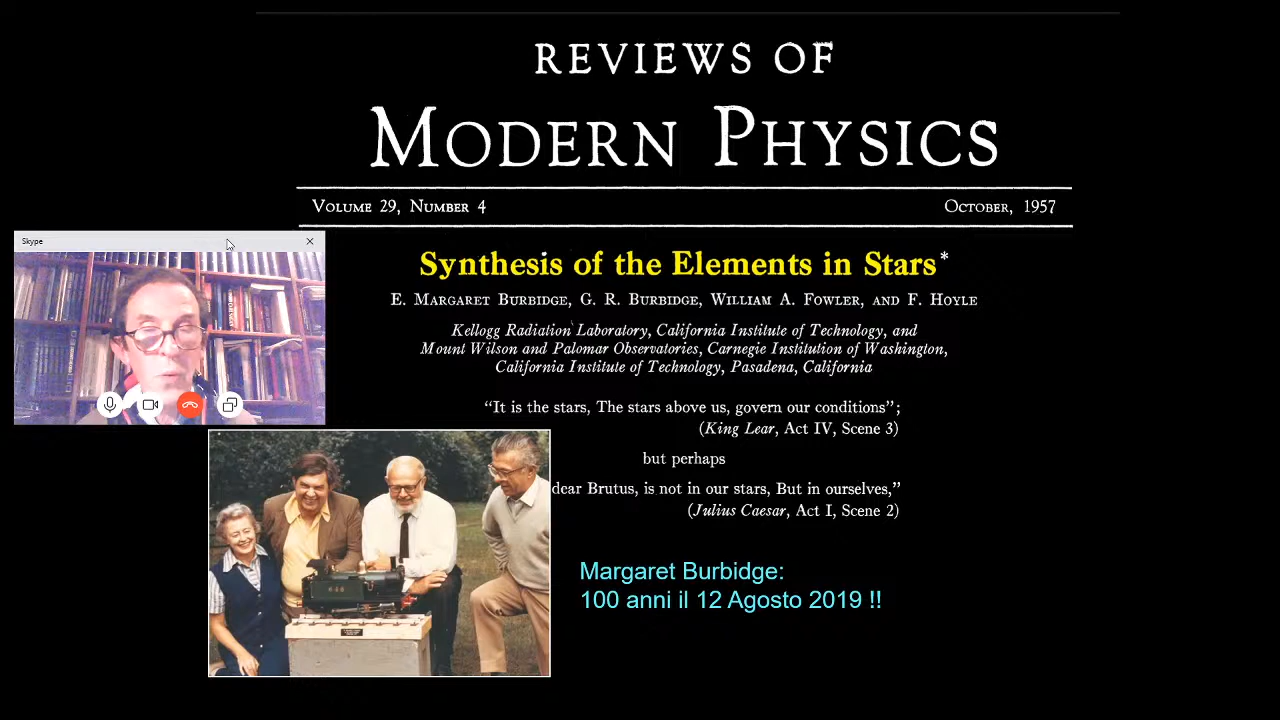 REVIEWS OF
MODERN PHYSICS
VOLUME 29, NUMBER 4 OCTOBER, 1957
Skype
Synthesis of the Elements in Stars*
E. MARGARET BURBIDGE, G. R. BURBIDGE, WILLIAM A. FOWLER, AND F. HOYLE
Kellogg Radiation Laboratory, California Institute of Technology, and
Mount Wilson and Palomar Observatories, Carnegie Institution of Washington,
California Institute of Technology, Pasadena, California
“It is the stars, The stars above us, govern our conditions”;
(King Lear, Act IV, Scene 3)
but perhaps
dear Brutus, is not in our stars, But in ourselves,”
(Julius Caesar, Act I, Scene 2)
Margaret Burbidge:
100 anni il 12 Agosto 2019 !!